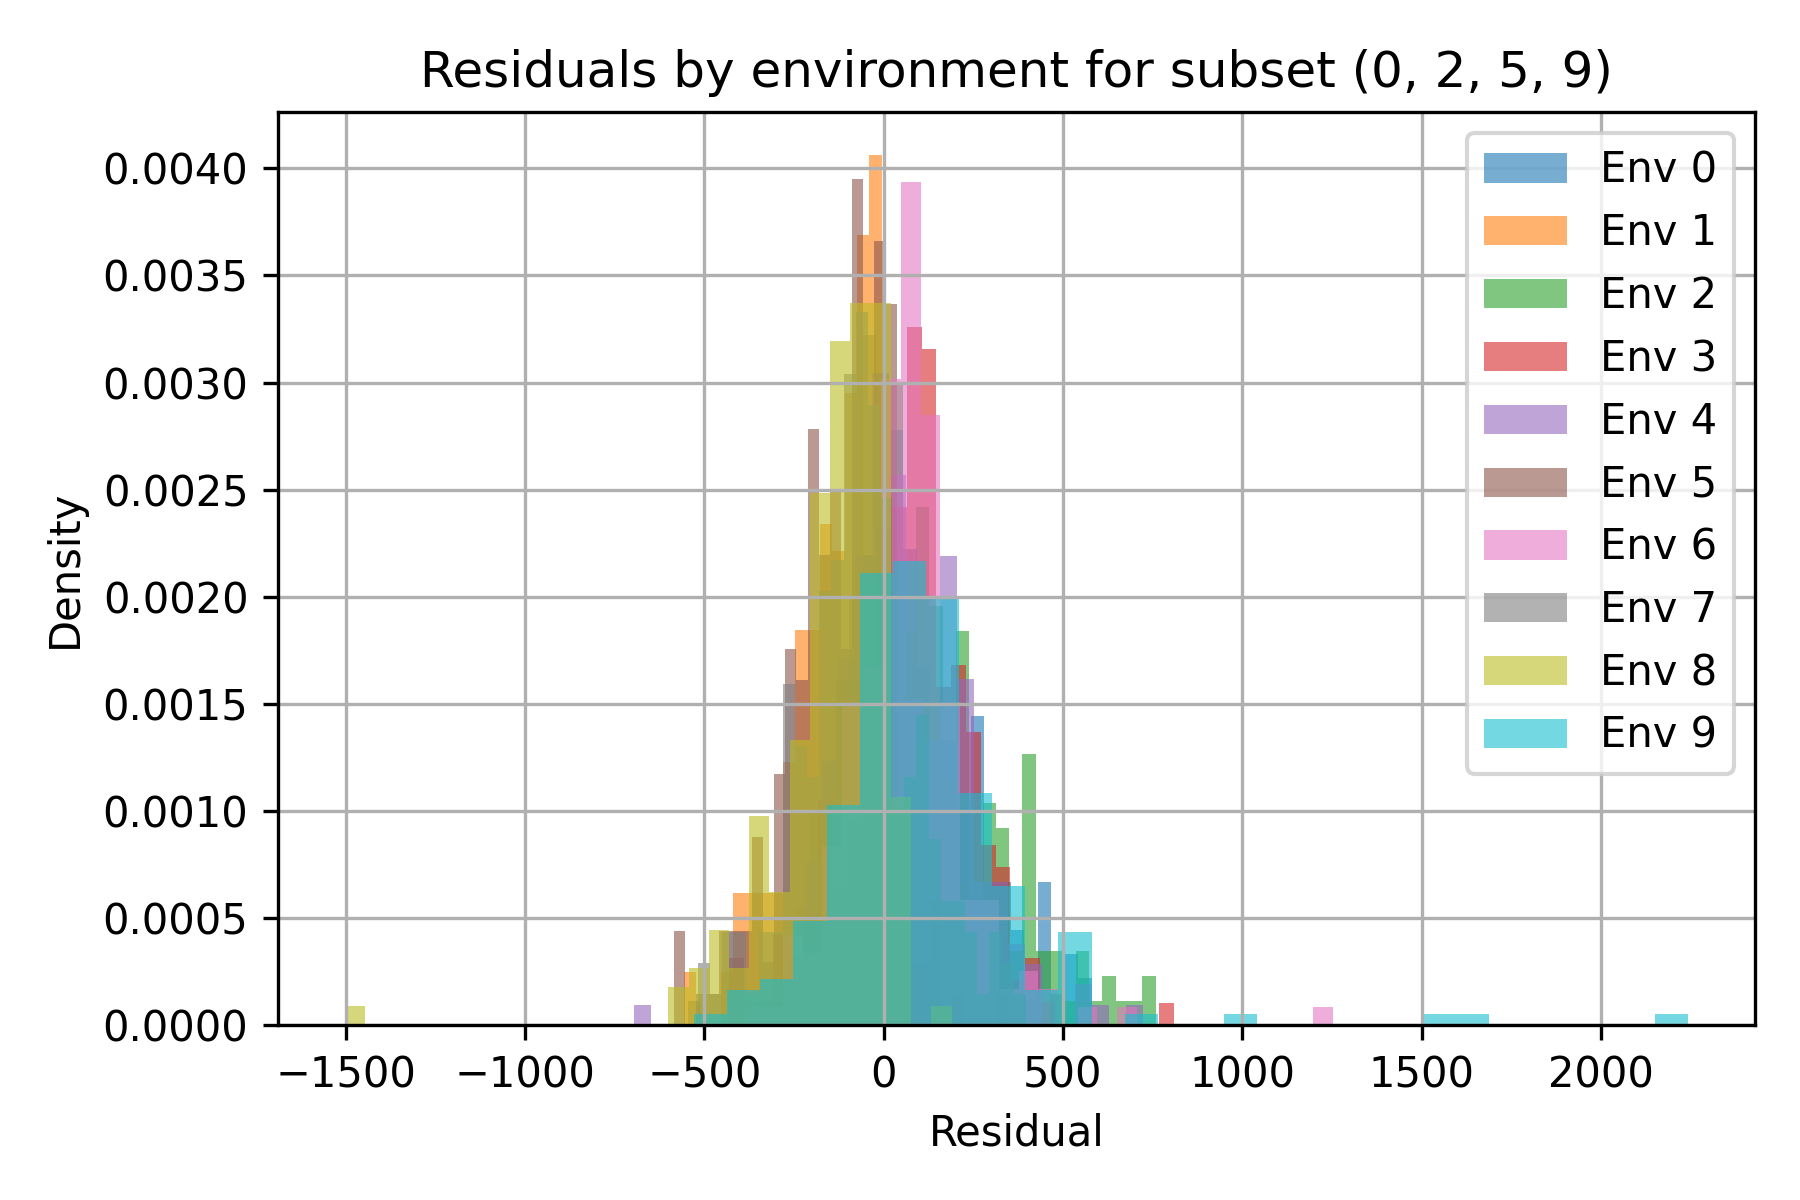 Residuals by environment for subset (0, 2, 5, 9)
0.0040
0.0035
0.0030
0.0025
0.0020
0.0015
0.0010
0.0005
0.0000
Density
Env 0
Env 1
Env 2
Env 3
Env 4
Env 5
Env 6
Env 7
Env 8
Env 9
−1500 −1000 −500 0 500 1000 1500 2000
Residual